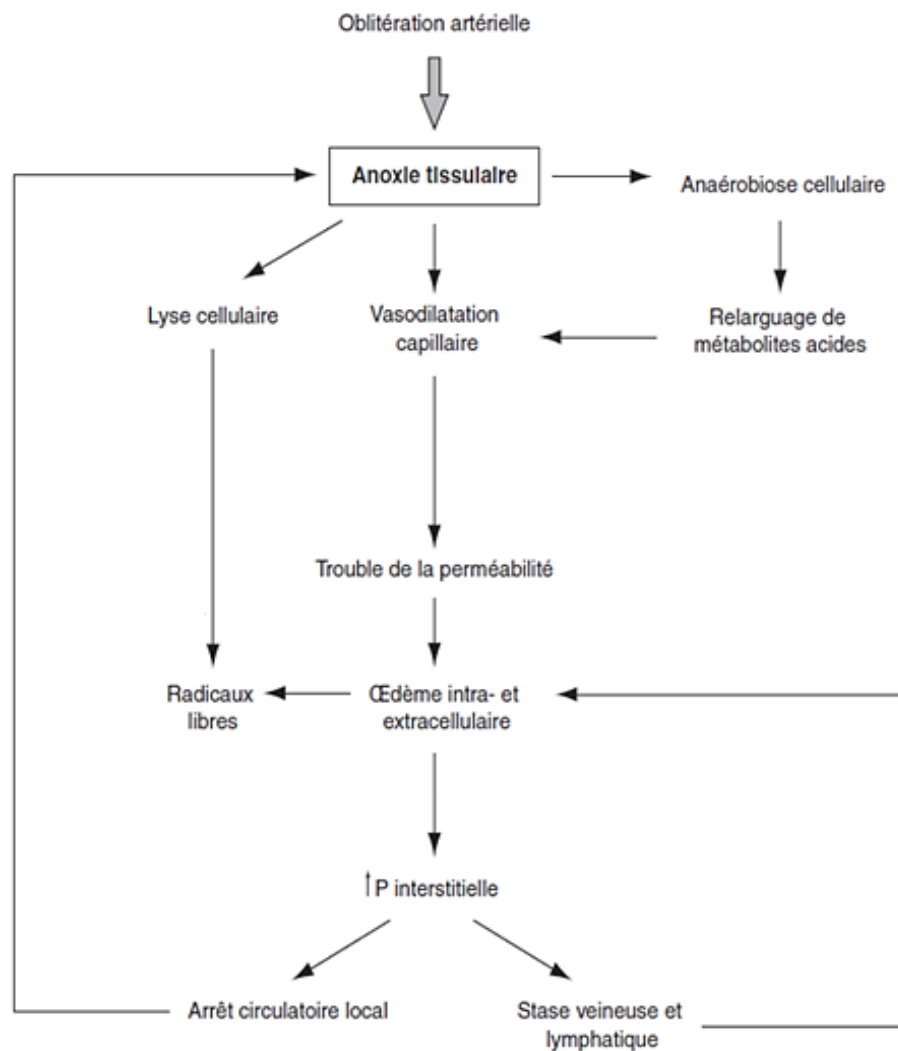 Oblitération artérielle
Anoxie tissulaire
Anaérobiose cellulaire
Lyse cellulaire
Vasodilatation
capillaire
Relarguage de
métabolites acides
Trouble de la perméabilité
Radicaux
libres
Œdème intra- et
extracellulaire
↑P interstitielle
Arrêt circulatoire local
Stase veineuse et
lymphatique